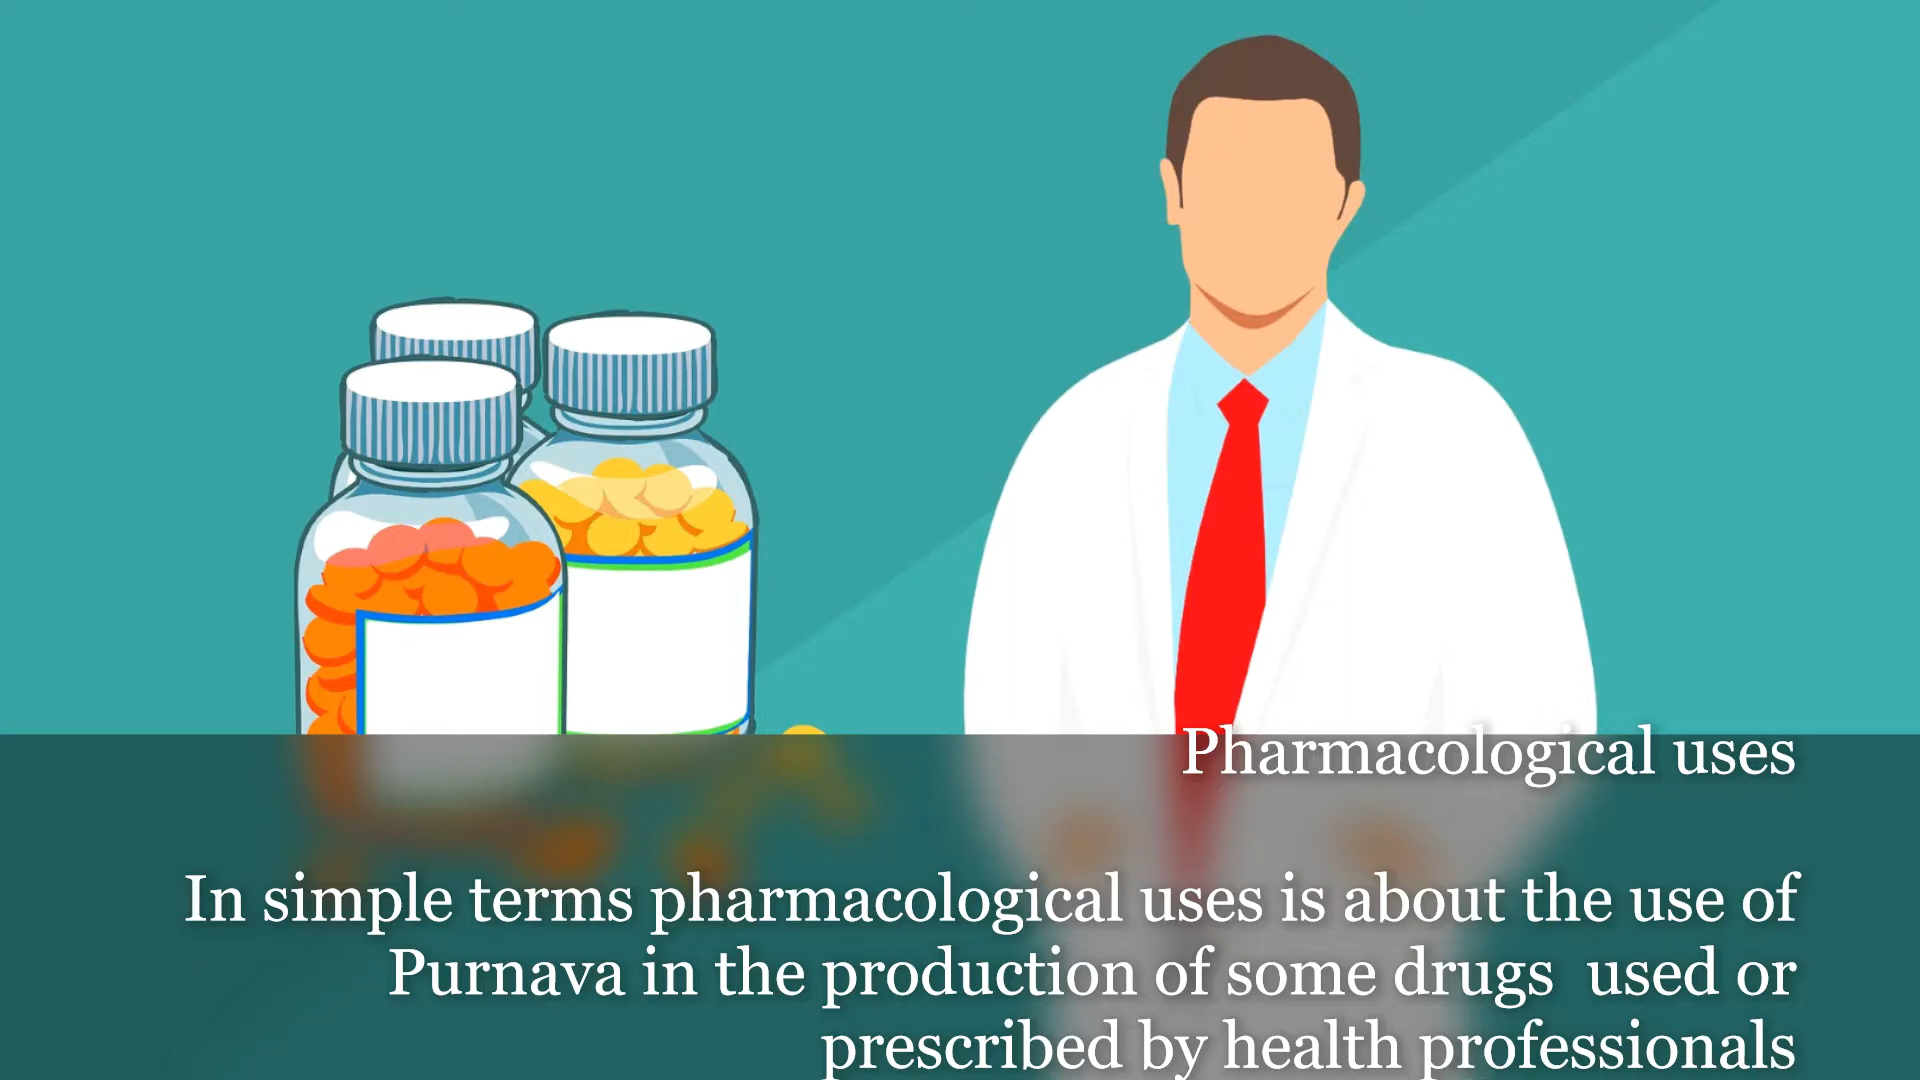 Pharmacological uses
In simple terms pharmacological uses is about the use of
Purnava in the production of some drugs  used or
prescribed by health professionals